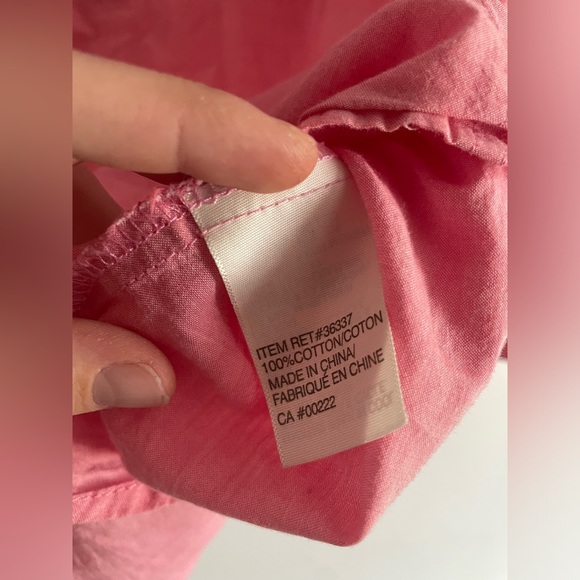 ITEM RET#36337
100%COTTON/COTON
MADE IN CHINA/
FABRIQUÉ EN CHINE
CA #00222